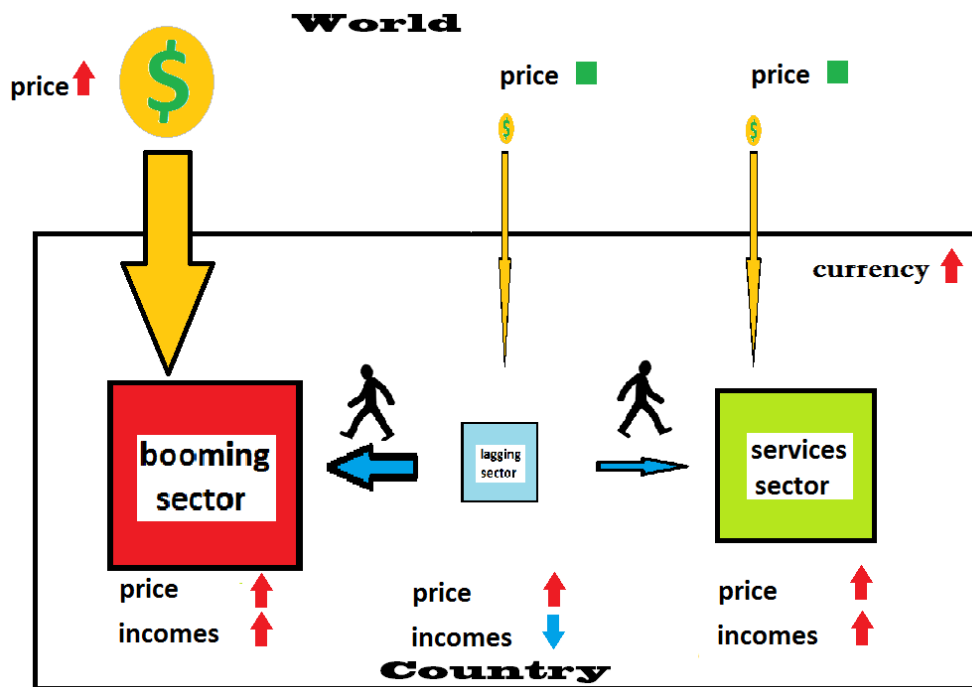 World
price
$
price
$
price
$
currency
booming
sector
lagging
sector
services
sector
price
incomes
price
incomes
price
incomes
Country